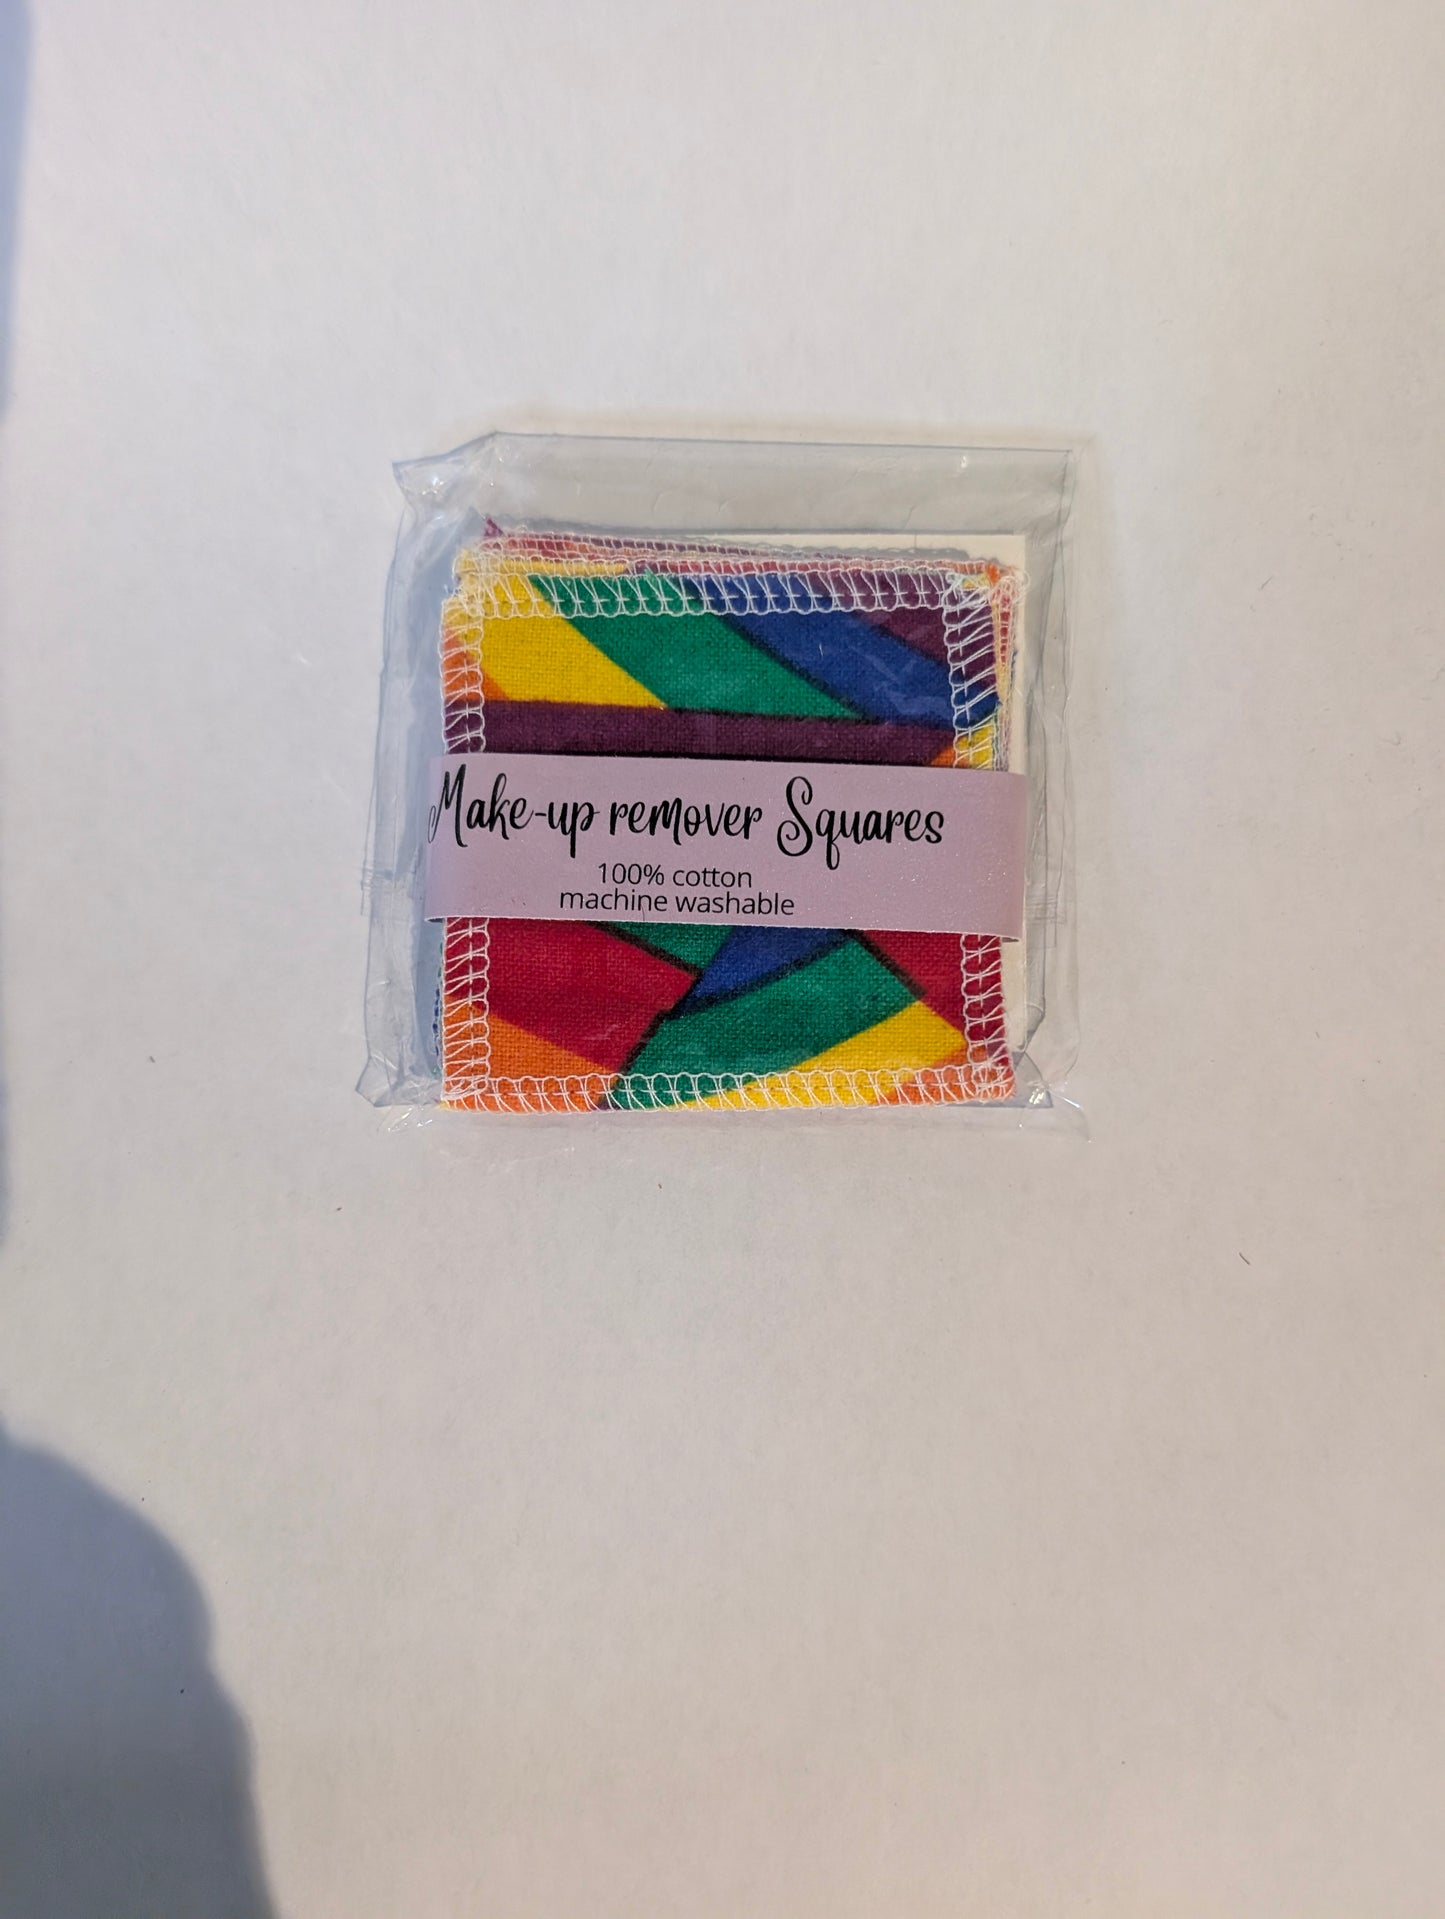 Make-up remover Squares
100% cotton
machine washable